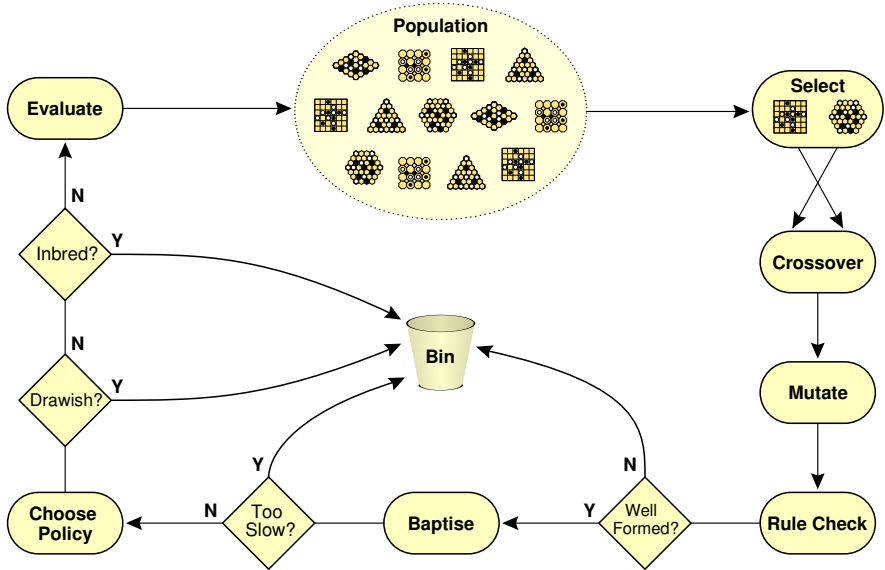 Population
Evaluate
Select
N
Inbred?
Y
Crossover
Bin
N
Drawish?
Y
Mutate
Y
N
Choose
Policy
N
Too
Slow?
Baptise
Y
Well
Formed?
Rule Check